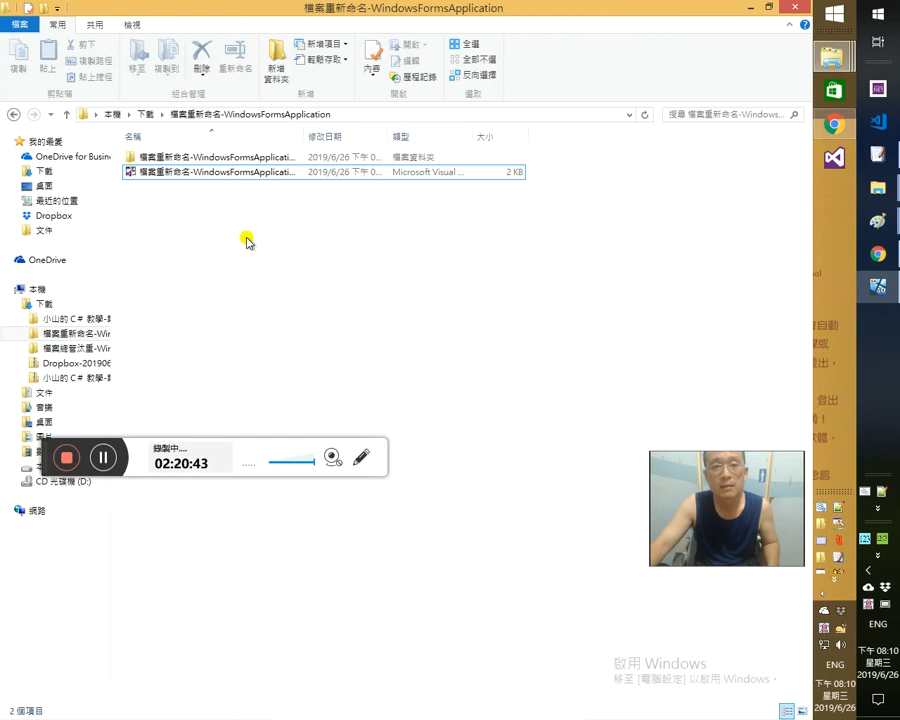 檔案重新命名-WindowsFormsApplication
檔案
常用
共用
檢視
複製
貼上
剪下
複製路徑
貼上捷徑
剪貼簿
移至
複製到
刪除
重新命名
組合管理
新增
資料夾
新增項目
輕鬆存取
新增
內容
開啟
編輯
歷程記錄
開啟
全選
全部不選
反向選擇
選取
本機
下載
檔案重新命名-WindowsFormsApplication
搜尋 檔案重新命名-Windows...
名稱
修改日期
類型
大小
檔案重新命名-WindowsFormsApplicati...
2019/6/26 下午 0...
檔案資料夾
檔案重新命名-WindowsFormsApplicati...
2019/6/26 下午 0...
Microsoft Visual ...
2 KB
我的最愛
OneDrive for Busin
下載
桌面
最近的位置
Dropbox
文件
OneDrive
本機
下載
小山的 C# 教學-
檔案重新命名-Wir
檔案總管汰重-Wir
Dropbox-201906
小山的 C# 教學-
文件
音樂
桌面
圖片
CD 光碟機 (D:)
網路
錄製中....
02:20:43
啟用 Windows
移至 [電腦設定] 以啟用 Windows。
2 個項目
ENG
下午 08:10
2019/6/26
ENG
下午 08:10
星期三
2019/6/26